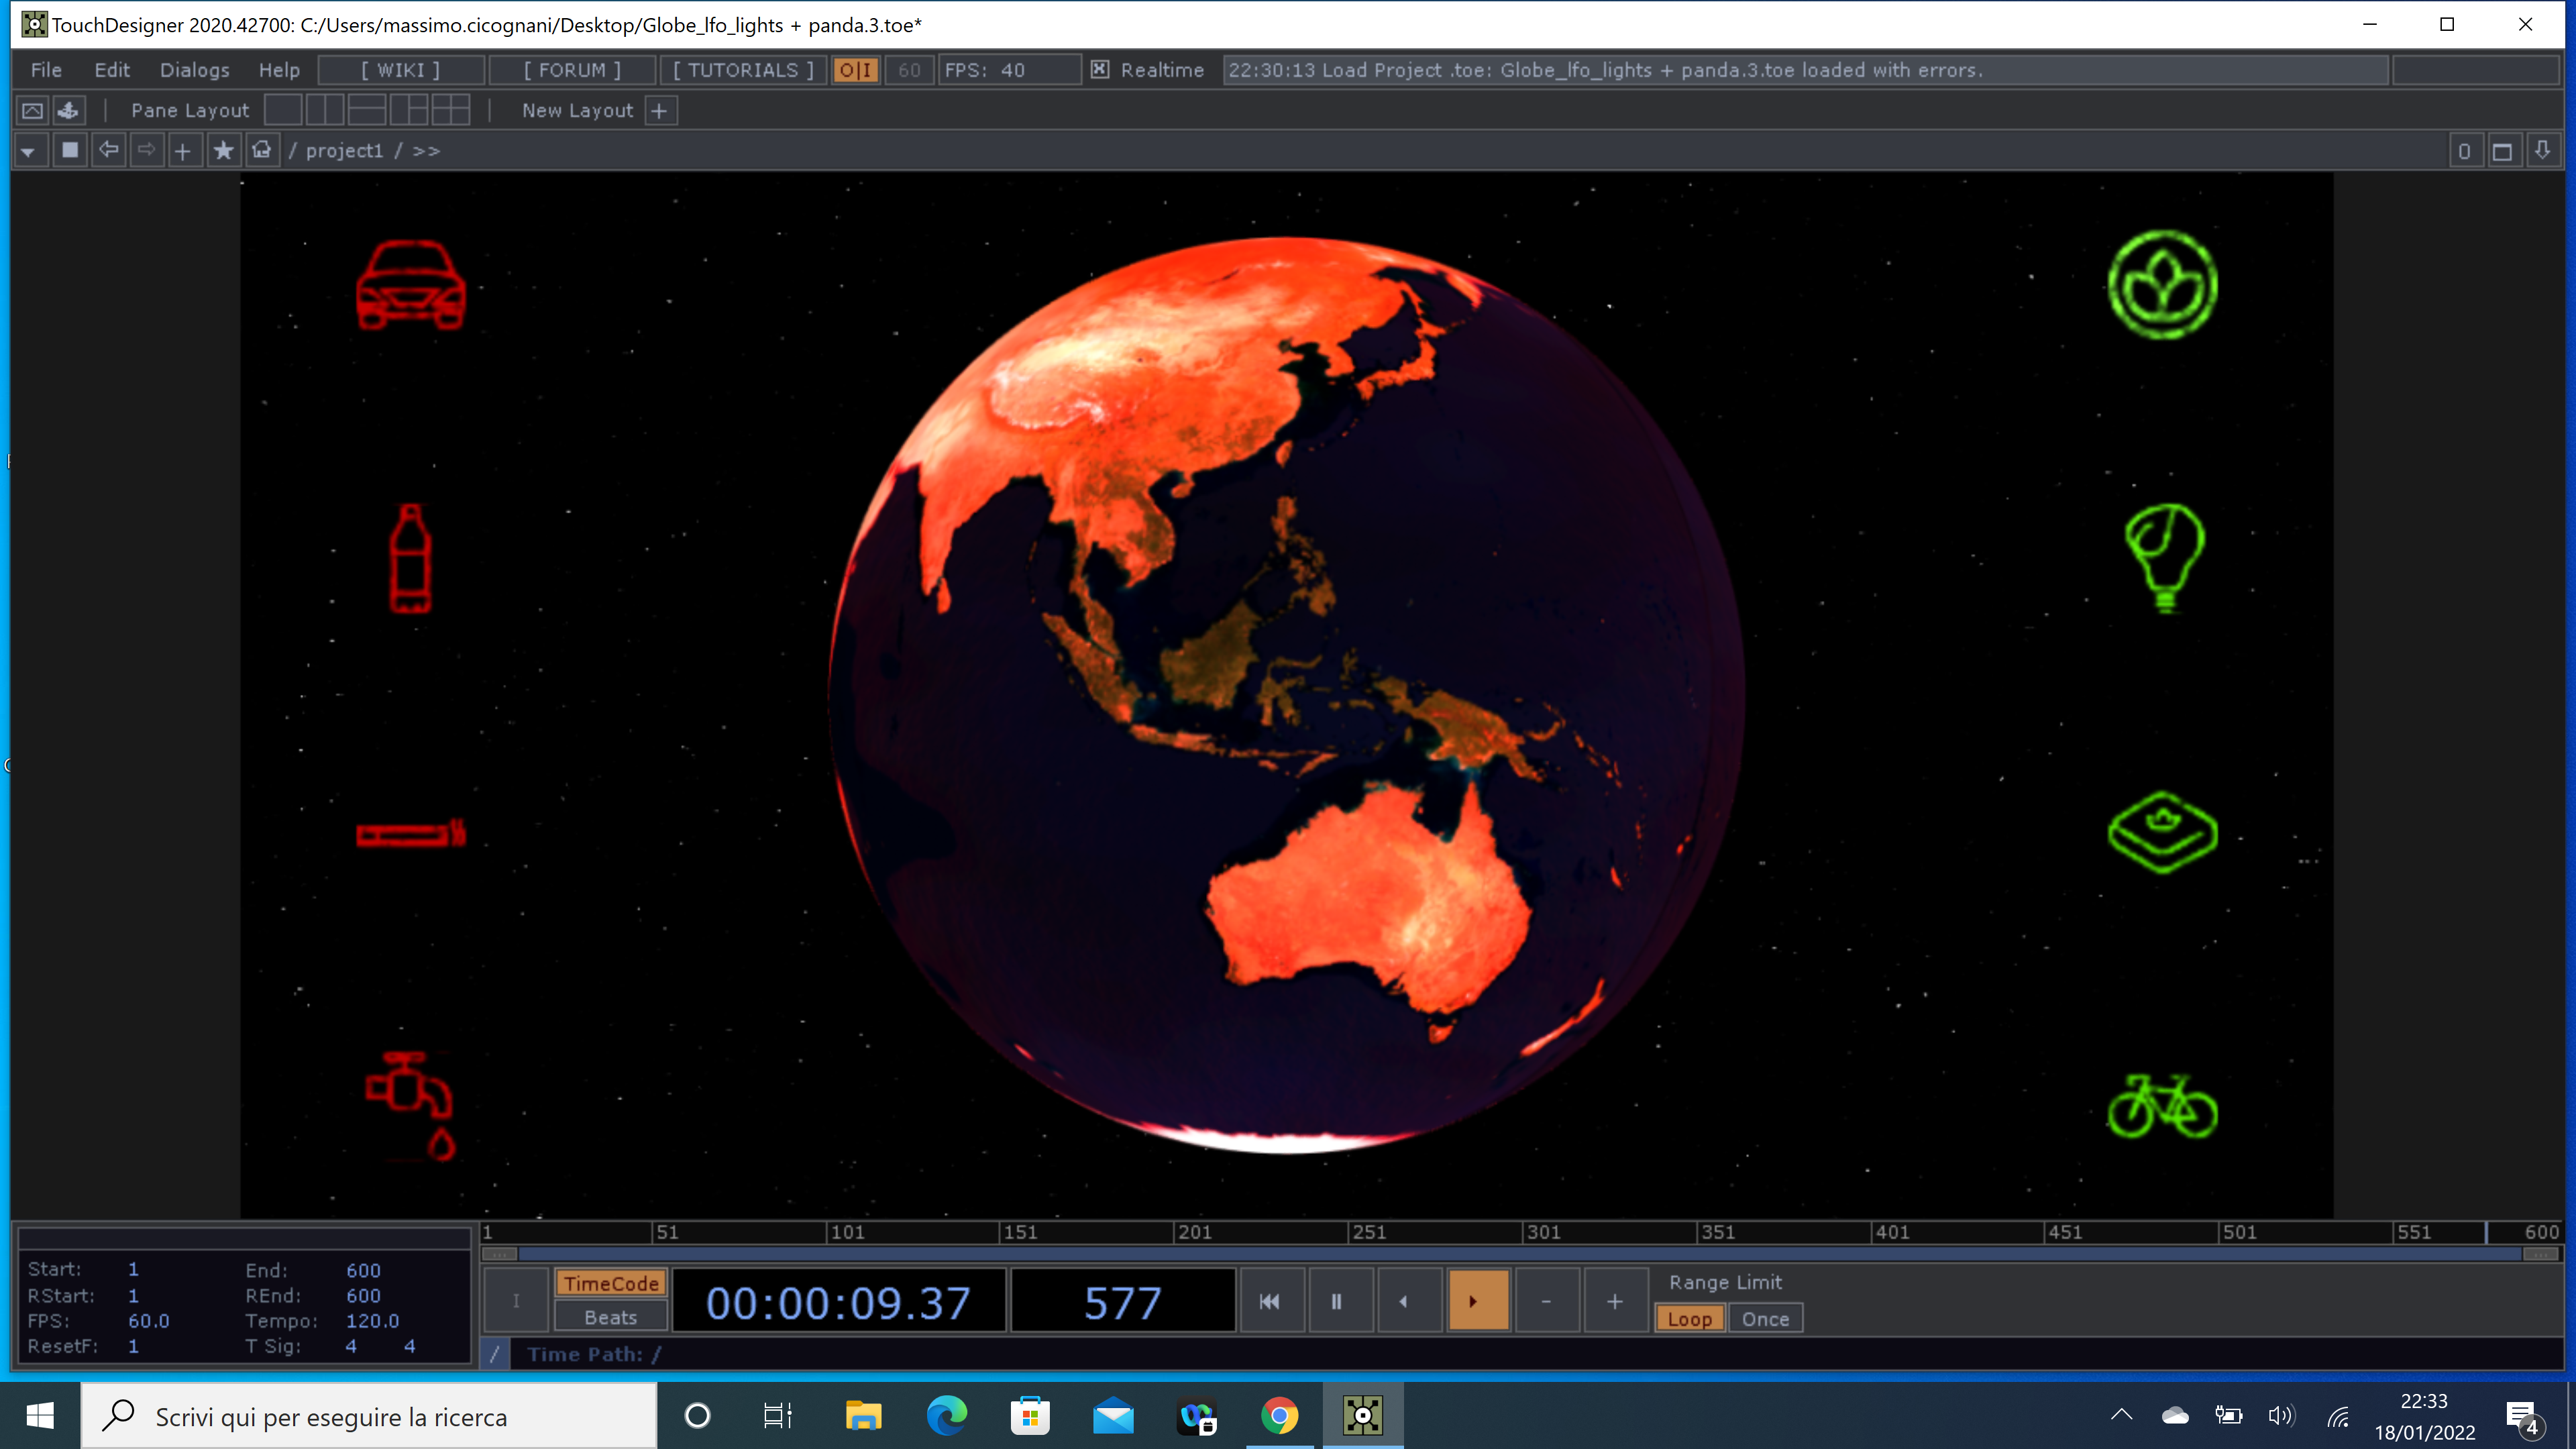 TouchDesigner 2020.42700: C:/Users/massimo.cicognani/Desktop/Globe_lfo_lights + panda.3.toe*
File Edit Dialogs Help [ WIKI ] [ FORUM ] [ TUTORIALS ] O|I 60 FPS: 40 Realtime 22:30:13 Load Project .toe: Globe_lfo_lights + panda.3.toe loaded with errors.
Pane Layout New Layout +
/ project1 / >> 0
1 51 101 151 201 251 301 351 401 451 501 551 600
Start: 1 End: 600
RStart: 1 REnd: 600
FPS: 60.0 Tempo: 120.0
ResetF: 1 T Sig: 4 4
I TimeCode 00:00:09.37 577 - + Range Limit
Beats Loop Once
/ Time Path: /
Scrivi qui per eseguire la ricerca
22:33
18/01/2022
4